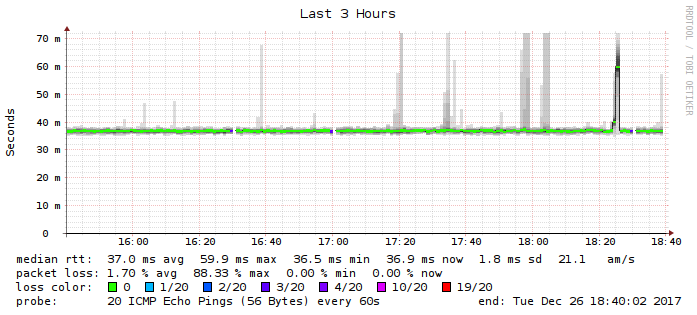 Last 3 Hours
RRDTOOL / TOBI OETIKER
Seconds
70 m
60 m
50 m
40 m
30 m
20 m
10 m
0
16:00 16:20 16:40 17:00 17:20 17:40 18:00 18:20 18:40
median rtt: 37.0 ms avg 59.9 ms max 36.5 ms min 36.9 ms now 1.8 ms sd 21.1 am/s
packet loss: 1.70 % avg 88.33 % max 0.00 % min 0.00 % now
loss color: 0 1/20 2/20 3/20 4/20 10/20 19/20
probe: 20 ICMP Echo Pings (56 Bytes) every 60s end: Tue Dec 26 18:40:02 2017